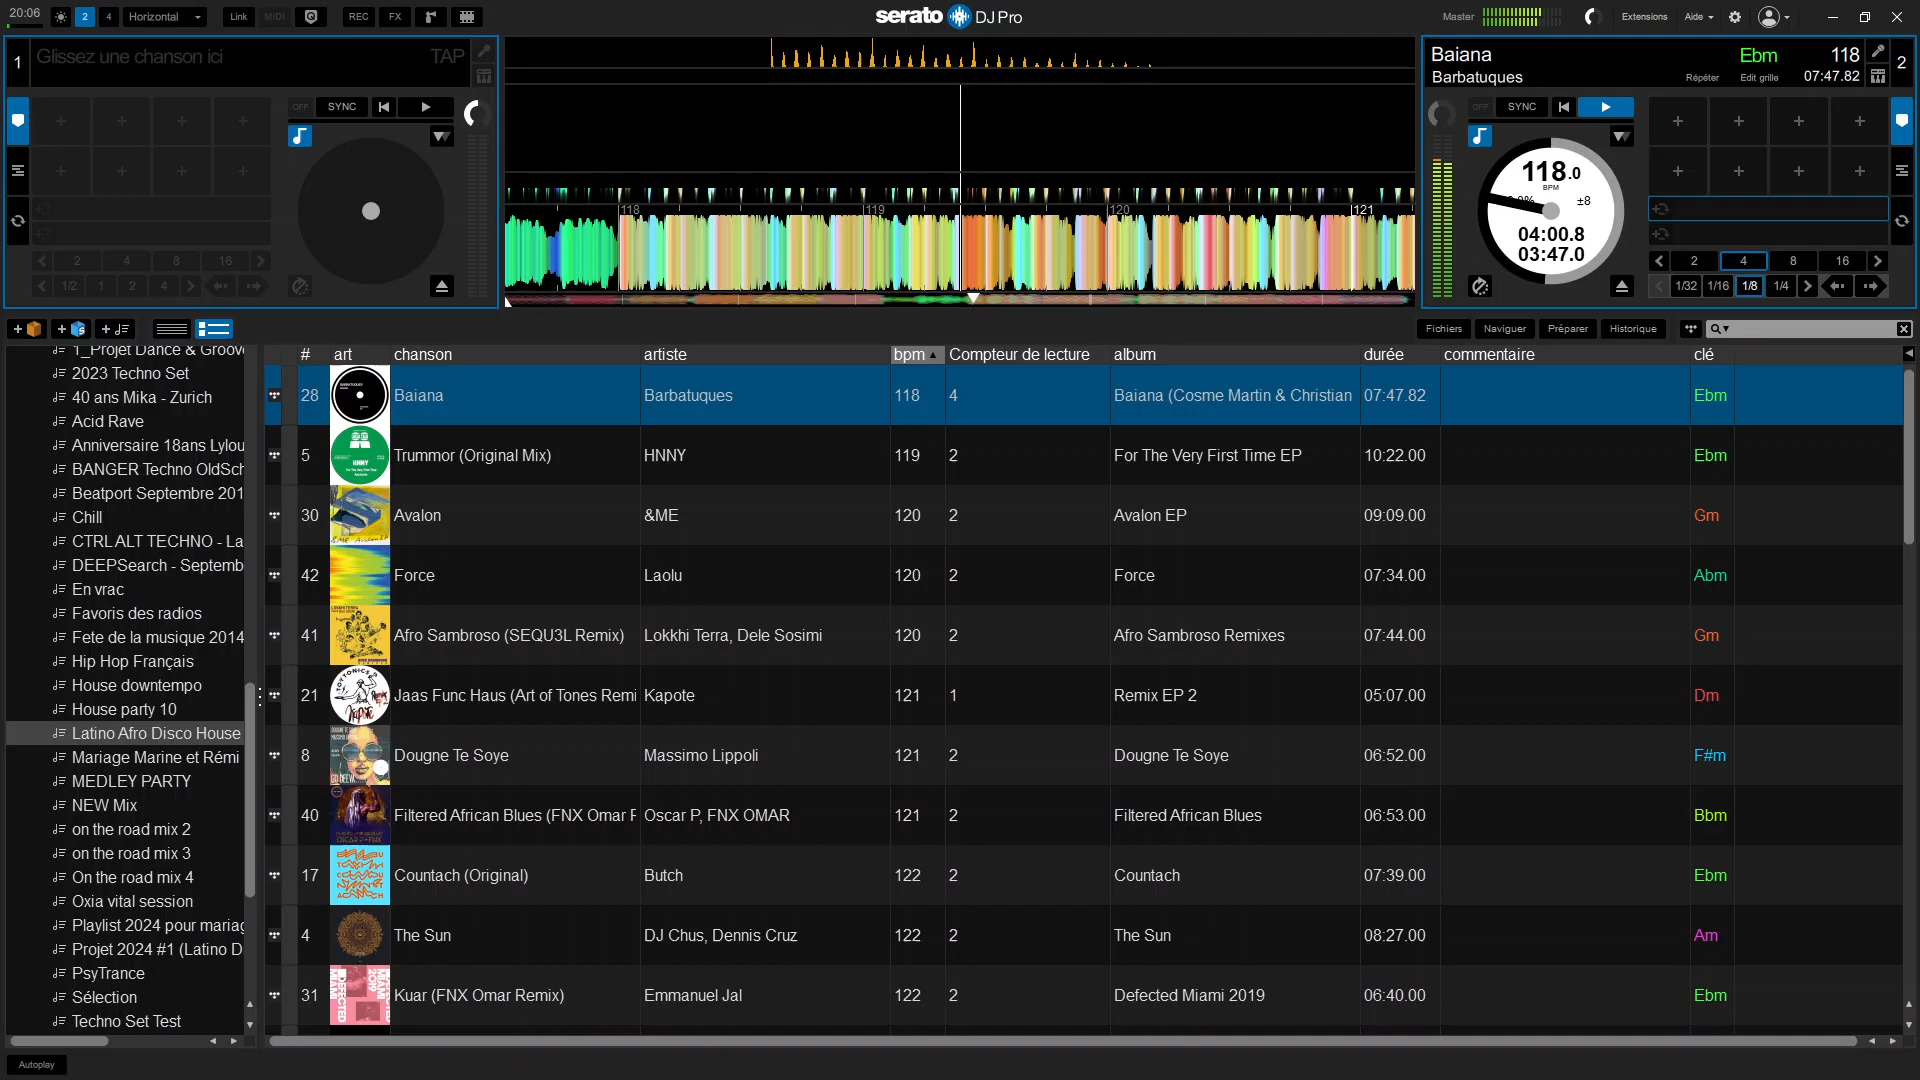 20:06
2
4
Horizontal
Link
MIDI
REC
FX
serato DJ Pro
Master
Extensions
Aide
1
Glissez une chanson ici
TAP
OFF
SYNC
2 4 8 16
1/2 1 2 4
118
119
120
121
Baiana
Ebm
118
2
Barbatuques
Répéter
Edit grille
07:47.82
OFF
SYNC
118.0
BPM
±8
04:00.8
03:47.0
2 4 8 16
1/32 1/16 1/8 1/4
Fichiers
Naviguer
Préparer
Historique
1_Projet Dance & Groov
2023 Techno Set
40 ans Mika - Zurich
Acid Rave
Anniversaire 18ans Lylou
BANGER Techno OldSch
Beatport Septembre 201
Chill
CTRL ALT TECHNO - La
DEEPSearch - Septemb
En vrac
Favoris des radios
Fete de la musique 2014
Hip Hop Français
House downtempo
House party 10
Latino Afro Disco House
Mariage Marine et Rémi
MEDLEY PARTY
NEW Mix
on the road mix 2
on the road mix 3
On the road mix 4
Oxia vital session
Playlist 2024 pour mariag
Projet 2024 #1 (Latino D
PsyTrance
Sélection
Techno Set Test
# art chanson artiste bpm Compteur de lecture album durée commentaire clé
28 Baiana Barbatuques 118 4 Baiana (Cosme Martin & Christian 07:47.82 Ebm
5 Trummor (Original Mix) HNNY 119 2 For The Very First Time EP 10:22.00 Ebm
30 Avalon &ME 120 2 Avalon EP 09:09.00 Gm
42 Force Laolu 120 2 Force 07:34.00 Abm
41 Afro Sambroso (SEQU3L Remix) Lokkhi Terra, Dele Sosimi 120 2 Afro Sambroso Remixes 07:44.00 Gm
21 Jaas Func Haus (Art of Tones Remi Kapote 121 1 Remix EP 2 05:07.00 Dm
8 Dougne Te Soye Massimo Lippoli 121 2 Dougne Te Soye 06:52.00 F#m
40 Filtered African Blues (FNX Omar F Oscar P, FNX OMAR 121 2 Filtered African Blues 06:53.00 Bbm
17 Countach (Original) Butch 122 2 Countach 07:39.00 Ebm
4 The Sun DJ Chus, Dennis Cruz 122 2 The Sun 08:27.00 Am
31 Kuar (FNX Omar Remix) Emmanuel Jal 122 2 Defected Miami 2019 06:40.00 Ebm
Autoplay